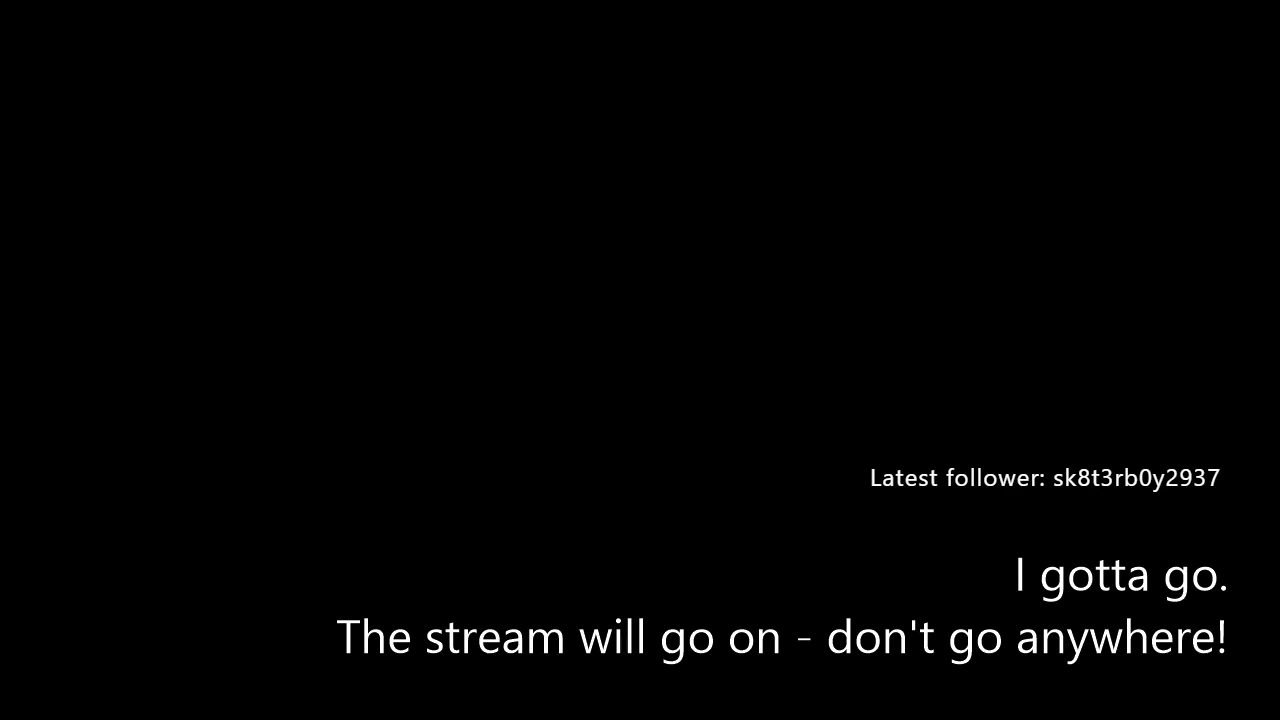 Latest follower: sk8t3rb0y2937
I gotta go.
The stream will go on - don't go anywhere!